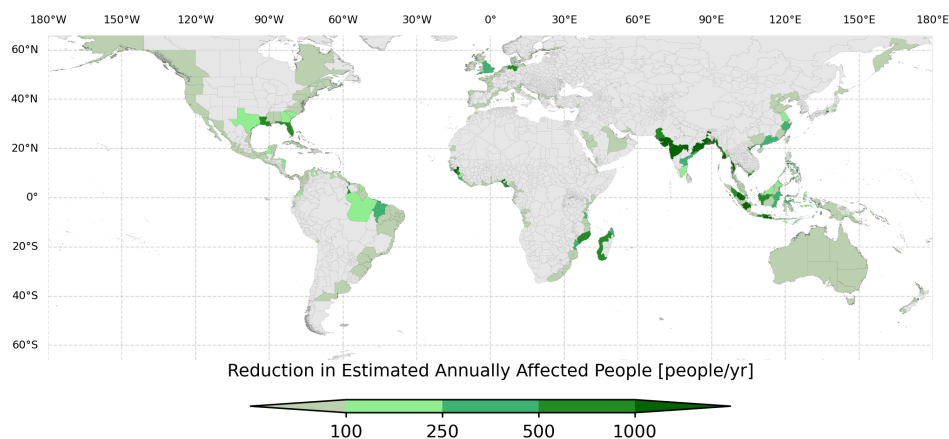 180°W 150°W 120°W 90°W 60°W 30°W 0° 30°E 60°E 90°E 120°E 150°E 180°E
60°N
40°N
20°N
0°
20°S
40°S
60°S
Reduction in Estimated Annually Affected People [people/yr]
100 250 500 1000